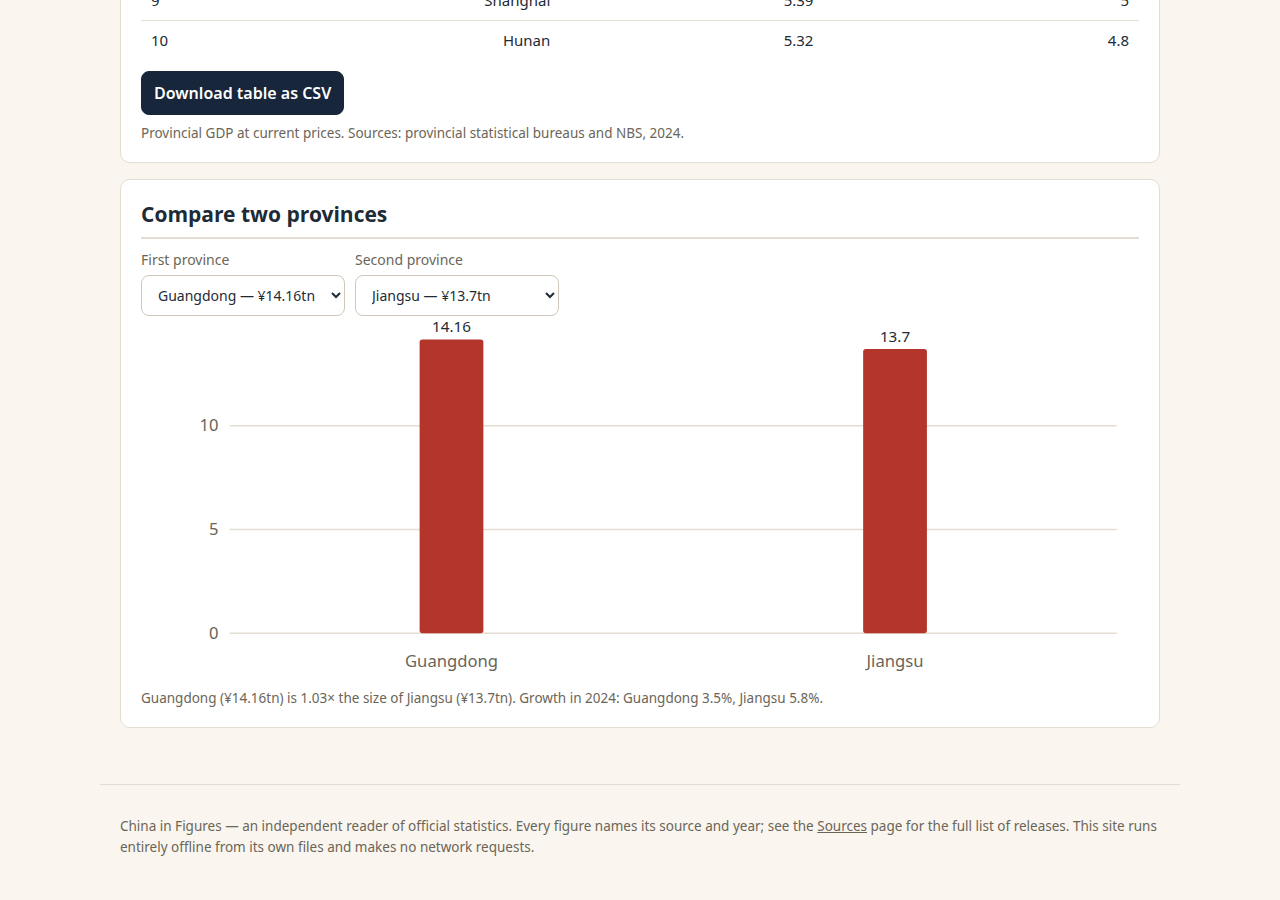 9 Shanghai 5.39 5
10 Hunan 5.32 4.8
Download table as CSV
Provincial GDP at current prices. Sources: provincial statistical bureaus and NBS, 2024.
Compare two provinces
First province Second province
Guangdong — ¥14.16tn Jiangsu — ¥13.7tn
14.16 13.7
10
5
0
Guangdong Jiangsu
Guangdong (¥14.16tn) is 1.03× the size of Jiangsu (¥13.7tn). Growth in 2024: Guangdong 3.5%, Jiangsu 5.8%.
China in Figures — an independent reader of official statistics. Every figure names its source and year; see the Sources page for the full list of releases. This site runs
entirely offline from its own files and makes no network requests.